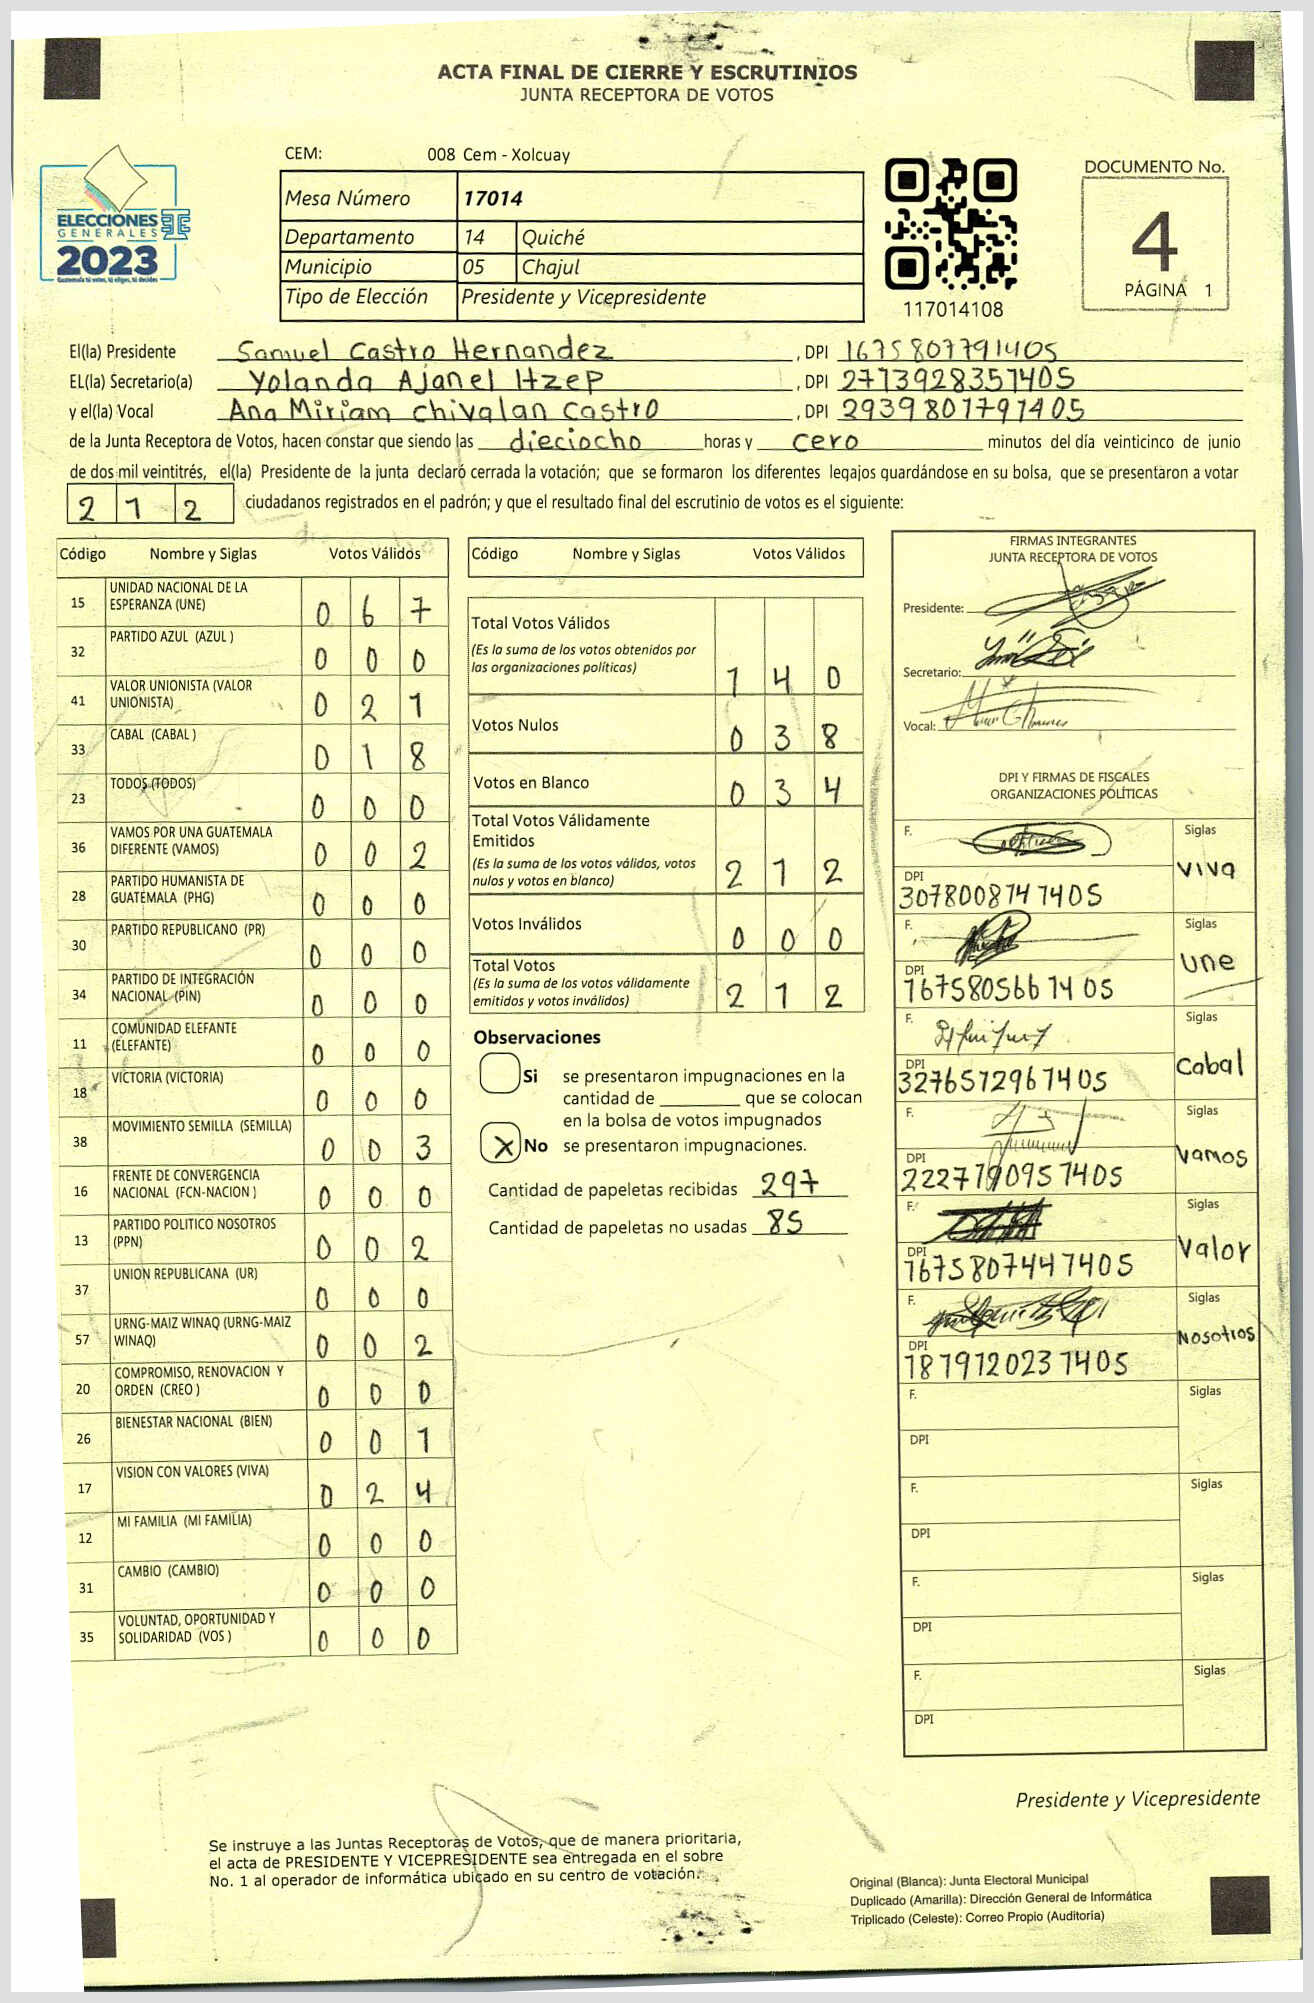 ACTA FINAL DE CIERRE Y ESCRUTINIOS
JUNTA RECEPTORA DE VOTOS
ELECCIONES
GENERALES
2023
Guatemala tú votas, tú eliges, tú decides
CEM: 008 Cem - Xolcuay
Mesa Número 17014
Departamento 14 Quiché
Municipio 05 Chajul
Tipo de Elección Presidente y Vicepresidente
117014108
DOCUMENTO No.
4
PÁGINA 1
El(la) Presidente Samuel Castro Hernandez , DPI 1675807791405
EL(la) Secretario(a) Yolanda Ajanel Itzep , DPI 2773928351405
y el(la) Vocal Ana Miriam Chivalan Castro , DPI 2939801791405
de la Junta Receptora de Votos, hacen constar que siendo las dieciocho horas y cero minutos del día veinticinco de junio
de dos mil veintitrés, el(la) Presidente de la junta declaró cerrada la votación; que se formaron los diferentes legajos guardándose en su bolsa, que se presentaron a votar
212 ciudadanos registrados en el padrón; y que el resultado final del escrutinio de votos es el siguiente:
Código Nombre y Siglas Votos Válidos
15 UNIDAD NACIONAL DE LA ESPERANZA (UNE) 0 6 7
32 PARTIDO AZUL (AZUL ) 0 0 0
41 VALOR UNIONISTA (VALOR UNIONISTA) 0 2 1
33 CABAL (CABAL ) 0 1 8
23 TODOS (TODOS) 0 0 0
36 VAMOS POR UNA GUATEMALA DIFERENTE (VAMOS) 0 0 2
28 PARTIDO HUMANISTA DE GUATEMALA (PHG) 0 0 0
30 PARTIDO REPUBLICANO (PR) 0 0 0
34 PARTIDO DE INTEGRACIÓN NACIONAL (PIN) 0 0 0
11 COMUNIDAD ELEFANTE (ELEFANTE) 0 0 0
18 VICTORIA (VICTORIA) 0 0 0
38 MOVIMIENTO SEMILLA (SEMILLA) 0 0 3
16 FRENTE DE CONVERGENCIA NACIONAL (FCN-NACION ) 0 0 0
13 PARTIDO POLITICO NOSOTROS (PPN) 0 0 2
37 UNION REPUBLICANA (UR) 0 0 0
57 URNG-MAIZ WINAQ (URNG-MAIZ WINAQ) 0 0 2
20 COMPROMISO, RENOVACION Y ORDEN (CREO ) 0 0 0
26 BIENESTAR NACIONAL (BIEN) 0 0 1
17 VISION CON VALORES (VIVA) 0 2 4
12 MI FAMILIA (MI FAMILIA) 0 0 0
31 CAMBIO (CAMBIO) 0 0 0
35 VOLUNTAD, OPORTUNIDAD Y SOLIDARIDAD (VOS ) 0 0 0
Código Nombre y Siglas Votos Válidos
Total Votos Válidos
(Es la suma de los votos obtenidos por
las organizaciones políticas) 1 4 0
Votos Nulos 0 3 8
Votos en Blanco 0 3 4
Total Votos Válidamente
Emitidos
(Es la suma de los votos válidos, votos
nulos y votos en blanco) 2 1 2
Votos Inválidos 0 0 0
Total Votos
(Es la suma de los votos válidamente
emitidos y votos inválidos) 2 1 2
Observaciones
Si se presentaron impugnaciones en la
cantidad de ________ que se colocan
en la bolsa de votos impugnados
X No se presentaron impugnaciones.
Cantidad de papeletas recibidas 297
Cantidad de papeletas no usadas 85
FIRMAS INTEGRANTES
JUNTA RECEPTORA DE VOTOS
Presidente:
Secretario:
Vocal:
DPI Y FIRMAS DE FISCALES
ORGANIZACIONES POLÍTICAS
F. Siglas
VIVA
DPI
3078008741405
F. Siglas
Une
DPI
1675805661405
F. Siglas
Cabal
DPI
3276572961405
F. Siglas
Vamos
DPI
2227190951405
F. Siglas
Valor
DPI
1675807441405
F. Siglas
Nosotros
DPI
1879120231405
F. Siglas
DPI
F. Siglas
DPI
F. Siglas
DPI
F. Siglas
DPI
Presidente y Vicepresidente
Se instruye a las Juntas Receptoras de Votos, que de manera prioritaria,
el acta de PRESIDENTE Y VICEPRESIDENTE sea entregada en el sobre
No. 1 al operador de informática ubicado en su centro de votación.
Original (Blanca): Junta Electoral Municipal
Duplicado (Amarilla): Dirección General de Informática
Triplicado (Celeste): Correo Propio (Auditoría)